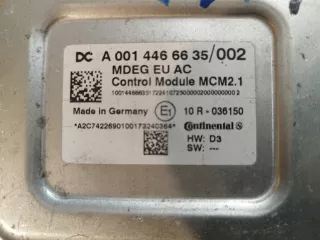 DC A 001 446 66 35/002
MDEG EU AC
Control Module MCM2.1
Made in Germany E1 10 R - 036150
*A2C7422690100173240364* Continental
HW: D3
SW: ---